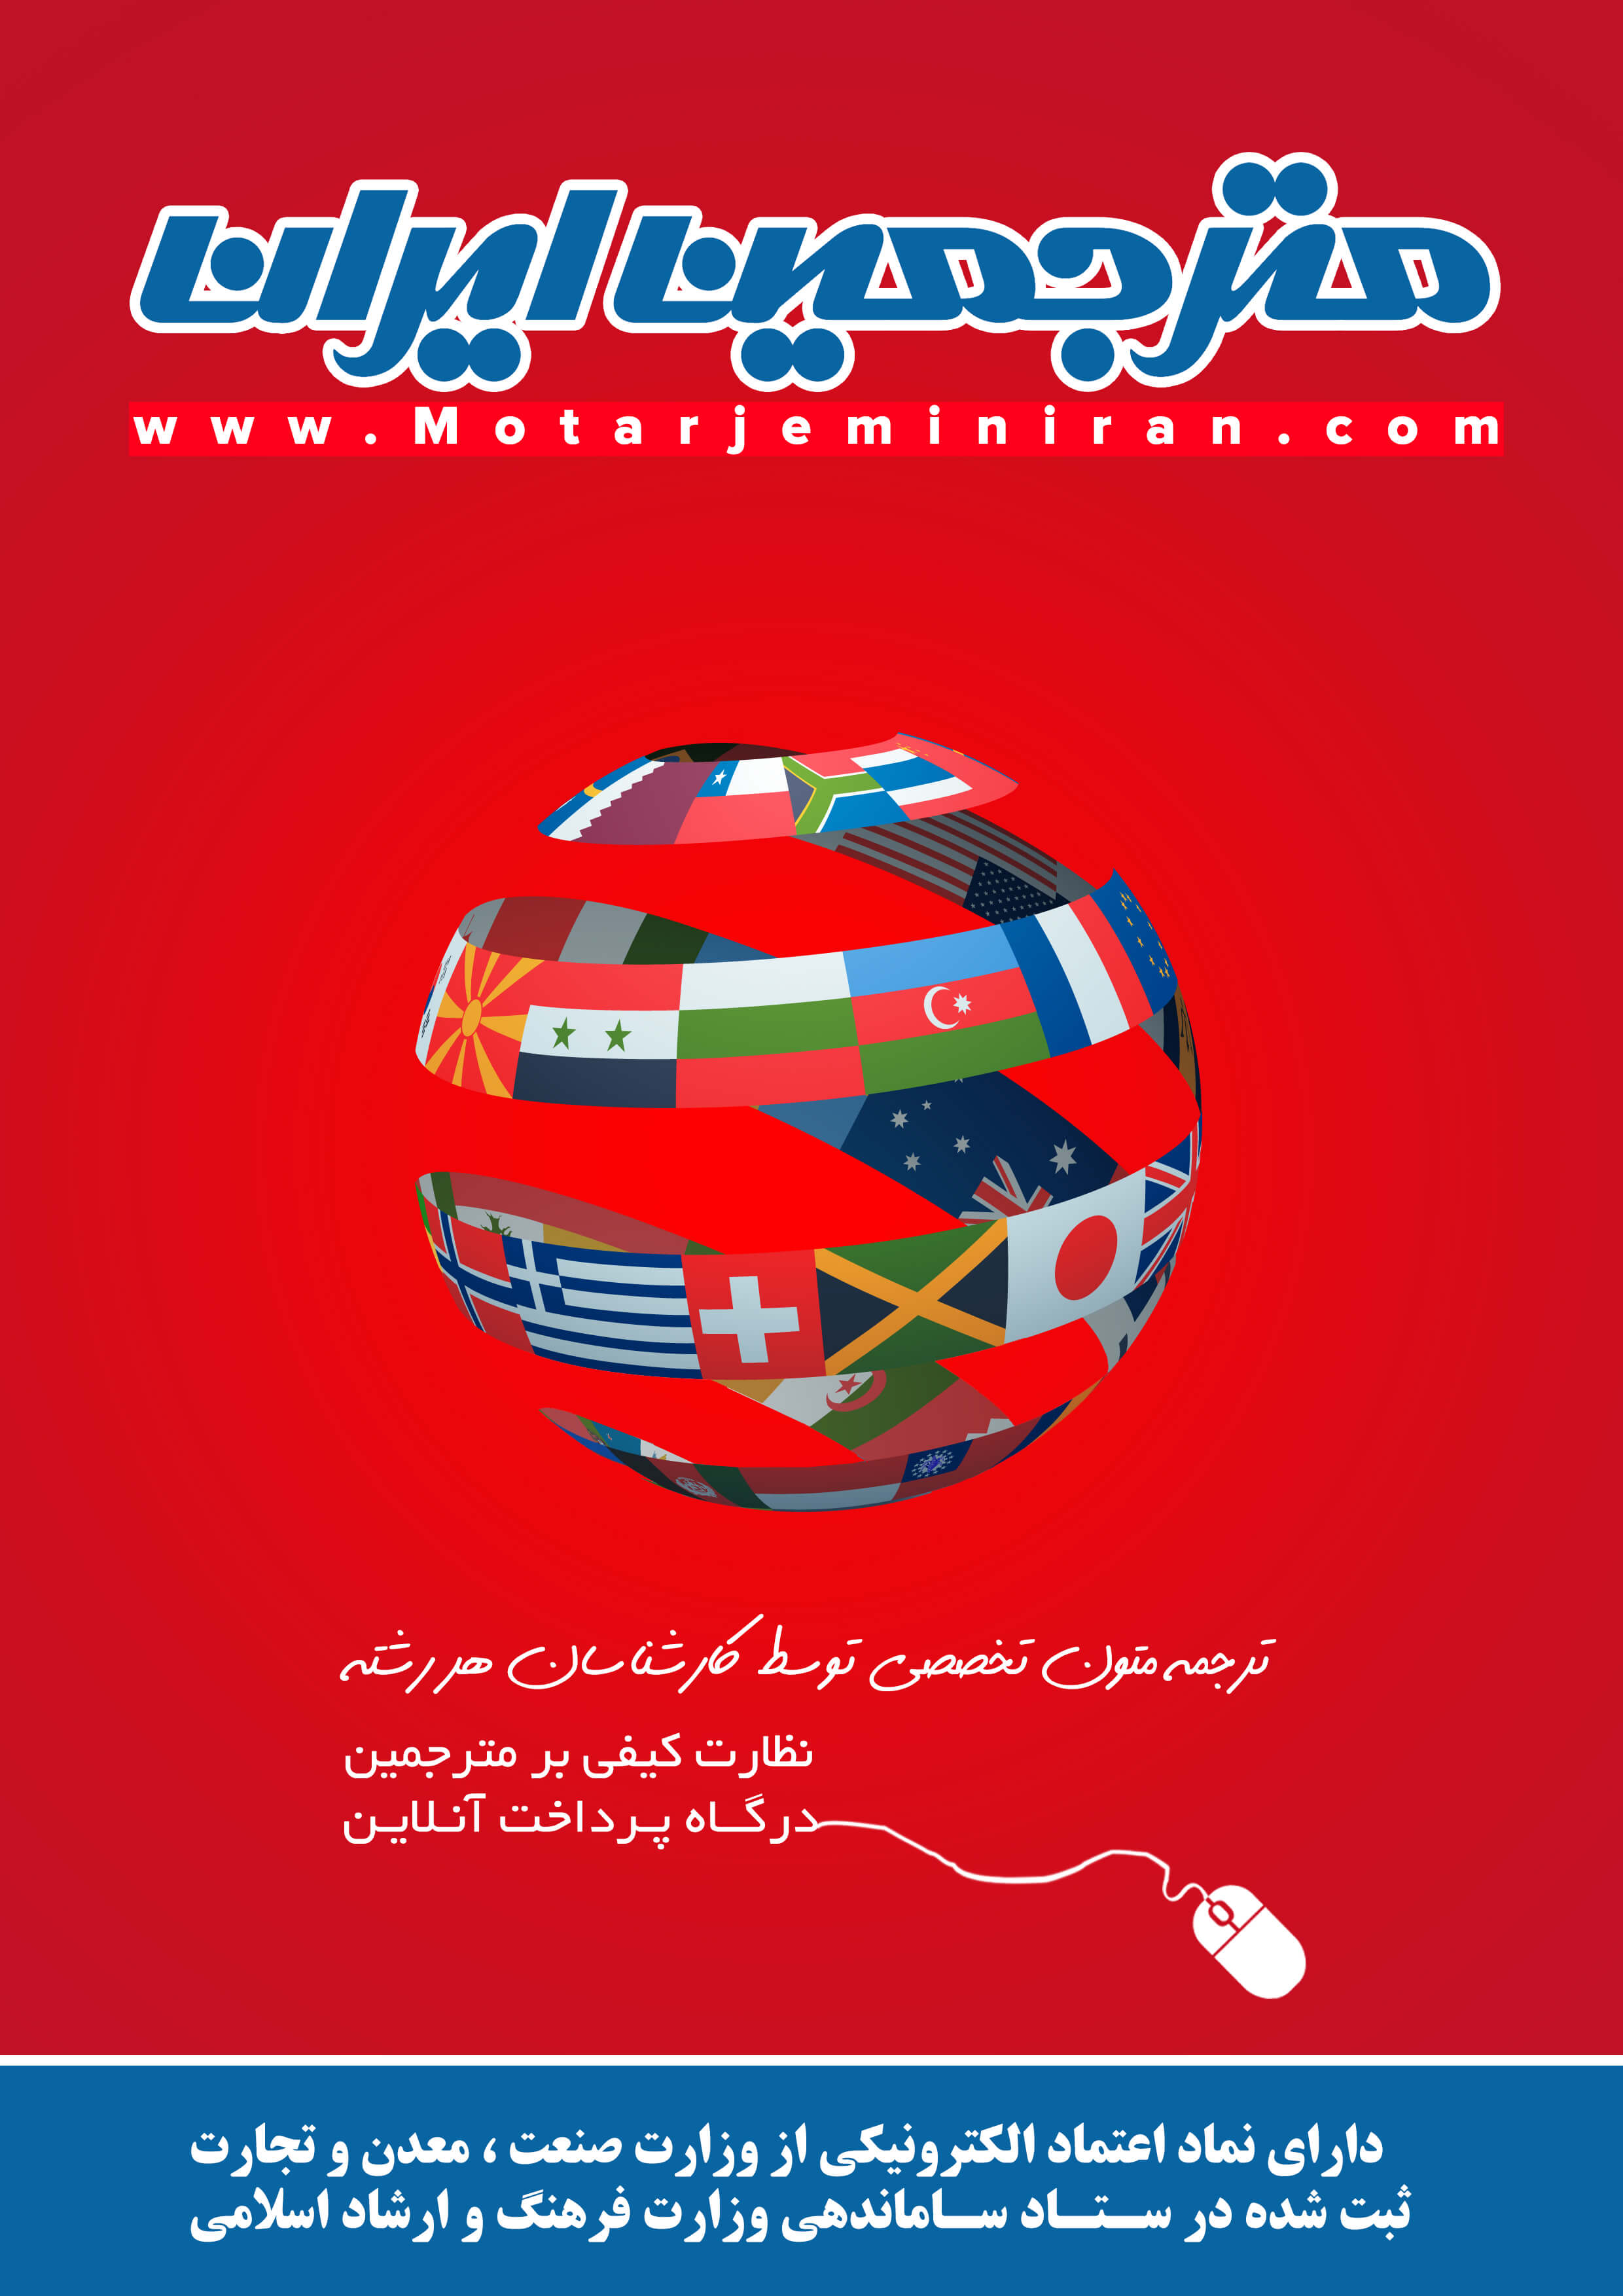 مترجمین ایران
www.Motarjeminiran.com
ترجمه متون تخصصی توسط کارشناسان هر رشته
نظارت کیفی بر مترجمین
درگاه پرداخت آنلاین
دارای نماد اعتماد الکترونیکی از وزارت صنعت ، معدن و تجارت
ثبت شده در ستاد ساماندهی وزارت فرهنگ و ارشاد اسلامی